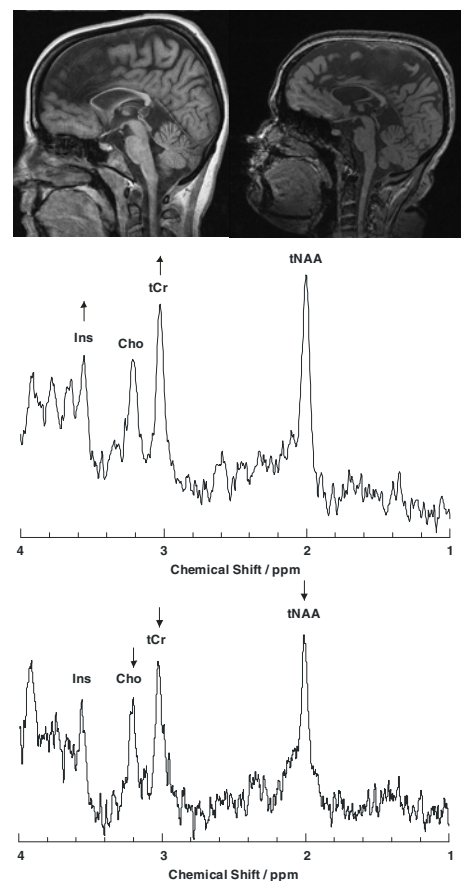 tNAA
tCr
Ins
Cho
4 3 2 1
Chemical Shift / ppm
tNAA
tCr
Ins
Cho
4 3 2 1
Chemical Shift / ppm